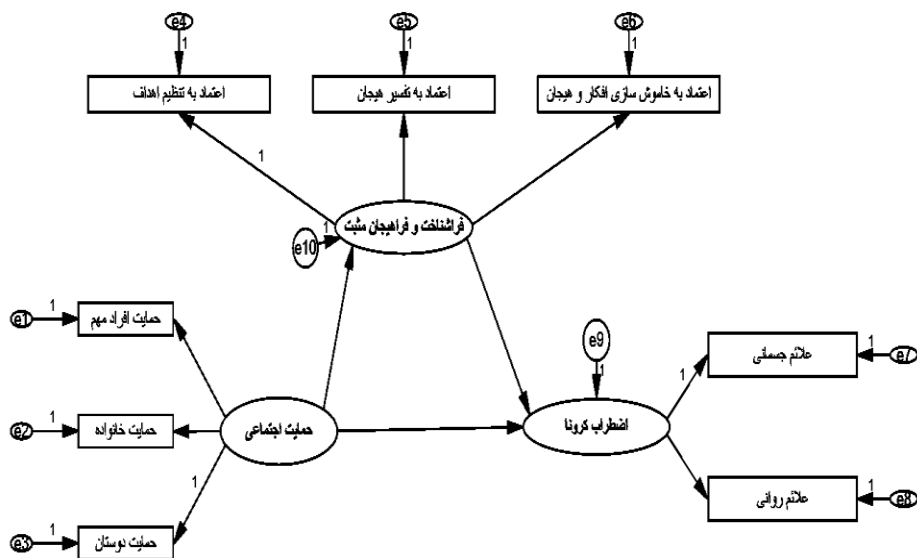 e4
e5
e6
1
1
1
اعتماد به تنظیم اهداف
اعتماد به تفسیر هیجان
اعتماد به خاموش سازی افکار و هیجان
1
فراشناخت و فراهیجان مثبت
1
e10
e1
1
حمایت افراد مهم
e9
1
علائم جسمانی
1
e7
1
e2
1
حمایت خانواده
حمایت اجتماعی
اضطراب کرونا
1
e3
1
حمایت دوستان
علائم روانی
1
e8